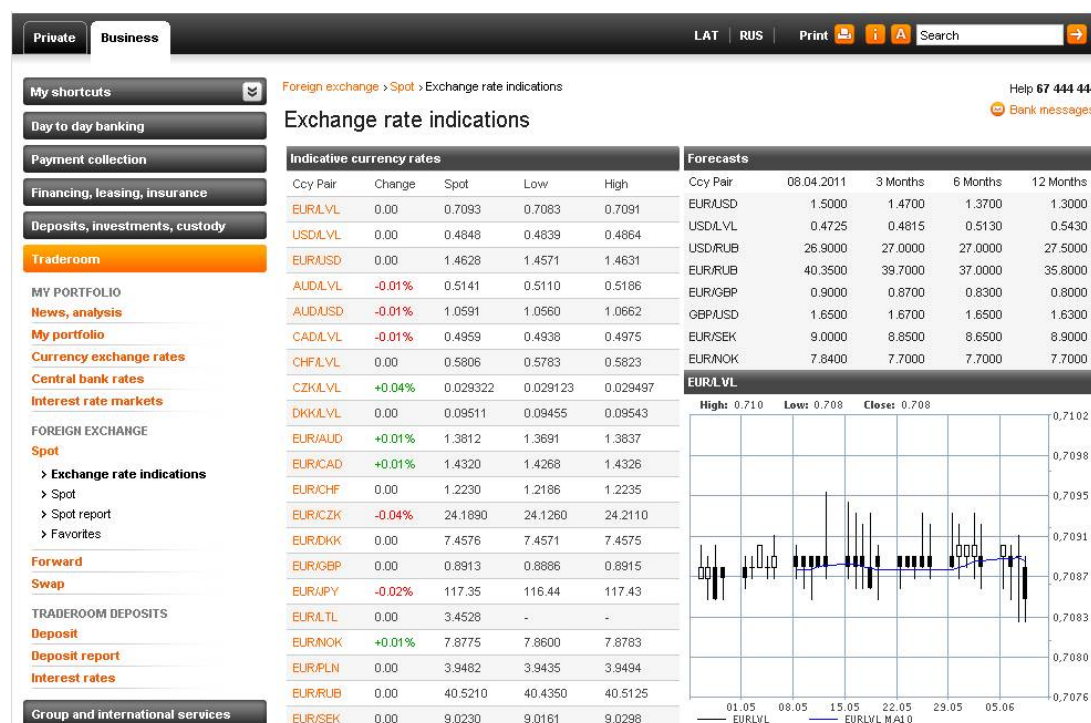 Private Business LAT RUS Print i A Search
My shortcuts
Day to day banking
Payment collection
Financing, leasing, insurance
Deposits, investments, custody
Traderoom
MY PORTFOLIO
News, analysis
My portfolio
Currency exchange rates
Central bank rates
Interest rate markets
FOREIGN EXCHANGE
Spot
> Exchange rate indications
> Spot
> Spot report
> Favorites
Forward
Swap
TRADEROOM DEPOSITS
Deposit
Deposit report
Interest rates
Group and international services
Foreign exchange › Spot › Exchange rate indications
Help 67 444 44
Bank messages
Exchange rate indications
Indicative currency rates
Ccy Pair Change Spot Low High
EUR/LVL 0.00 0.7093 0.7083 0.7091
USD/LVL 0.00 0.4848 0.4839 0.4864
EUR/USD 0.00 1.4628 1.4571 1.4631
AUD/LVL -0.01% 0.5141 0.5110 0.5186
AUD/USD -0.01% 1.0591 1.0560 1.0662
CAD/LVL -0.01% 0.4959 0.4938 0.4975
CHF/LVL 0.00 0.5806 0.5783 0.5823
CZK/LVL +0.04% 0.029322 0.029123 0.029497
DKK/LVL 0.00 0.09511 0.09455 0.09543
EUR/AUD +0.01% 1.3812 1.3691 1.3837
EUR/CAD +0.01% 1.4320 1.4268 1.4326
EUR/CHF 0.00 1.2230 1.2186 1.2235
EUR/CZK -0.04% 24.1890 24.1260 24.2110
EUR/DKK 0.00 7.4576 7.4571 7.4575
EUR/GBP 0.00 0.8913 0.8886 0.8915
EUR/JPY -0.02% 117.35 116.44 117.43
EUR/LTL 0.00 3.4528 - -
EUR/NOK +0.01% 7.8775 7.8600 7.8783
EUR/PLN 0.00 3.9482 3.9435 3.9494
EUR/RUB 0.00 40.5210 40.4350 40.5125
EUR/SEK 0.00 9.0230 9.0161 9.0298
Forecasts
Ccy Pair 08.04.2011 3 Months 6 Months 12 Months
EUR/USD 1.5000 1.4700 1.3700 1.3000
USD/LVL 0.4725 0.4815 0.5130 0.5430
USD/RUB 26.9000 27.0000 27.0000 27.5000
EUR/RUB 40.3500 39.7000 37.0000 35.8000
EUR/GBP 0.9000 0.8700 0.8300 0.8000
GBP/USD 1.6500 1.6700 1.6500 1.6300
EUR/SEK 9.0000 8.8500 8.6500 8.9000
EUR/NOK 7.8400 7.7000 7.7000 7.7000
EUR/LVL
High: 0.710 Low: 0.708 Close: 0.708
0,7102
0,7098
0,7095
0,7091
0,7087
0,7083
0,7080
0,7076
01.05 08.05 15.05 22.05 29.05 05.06
EURLVL EURLVL MA10